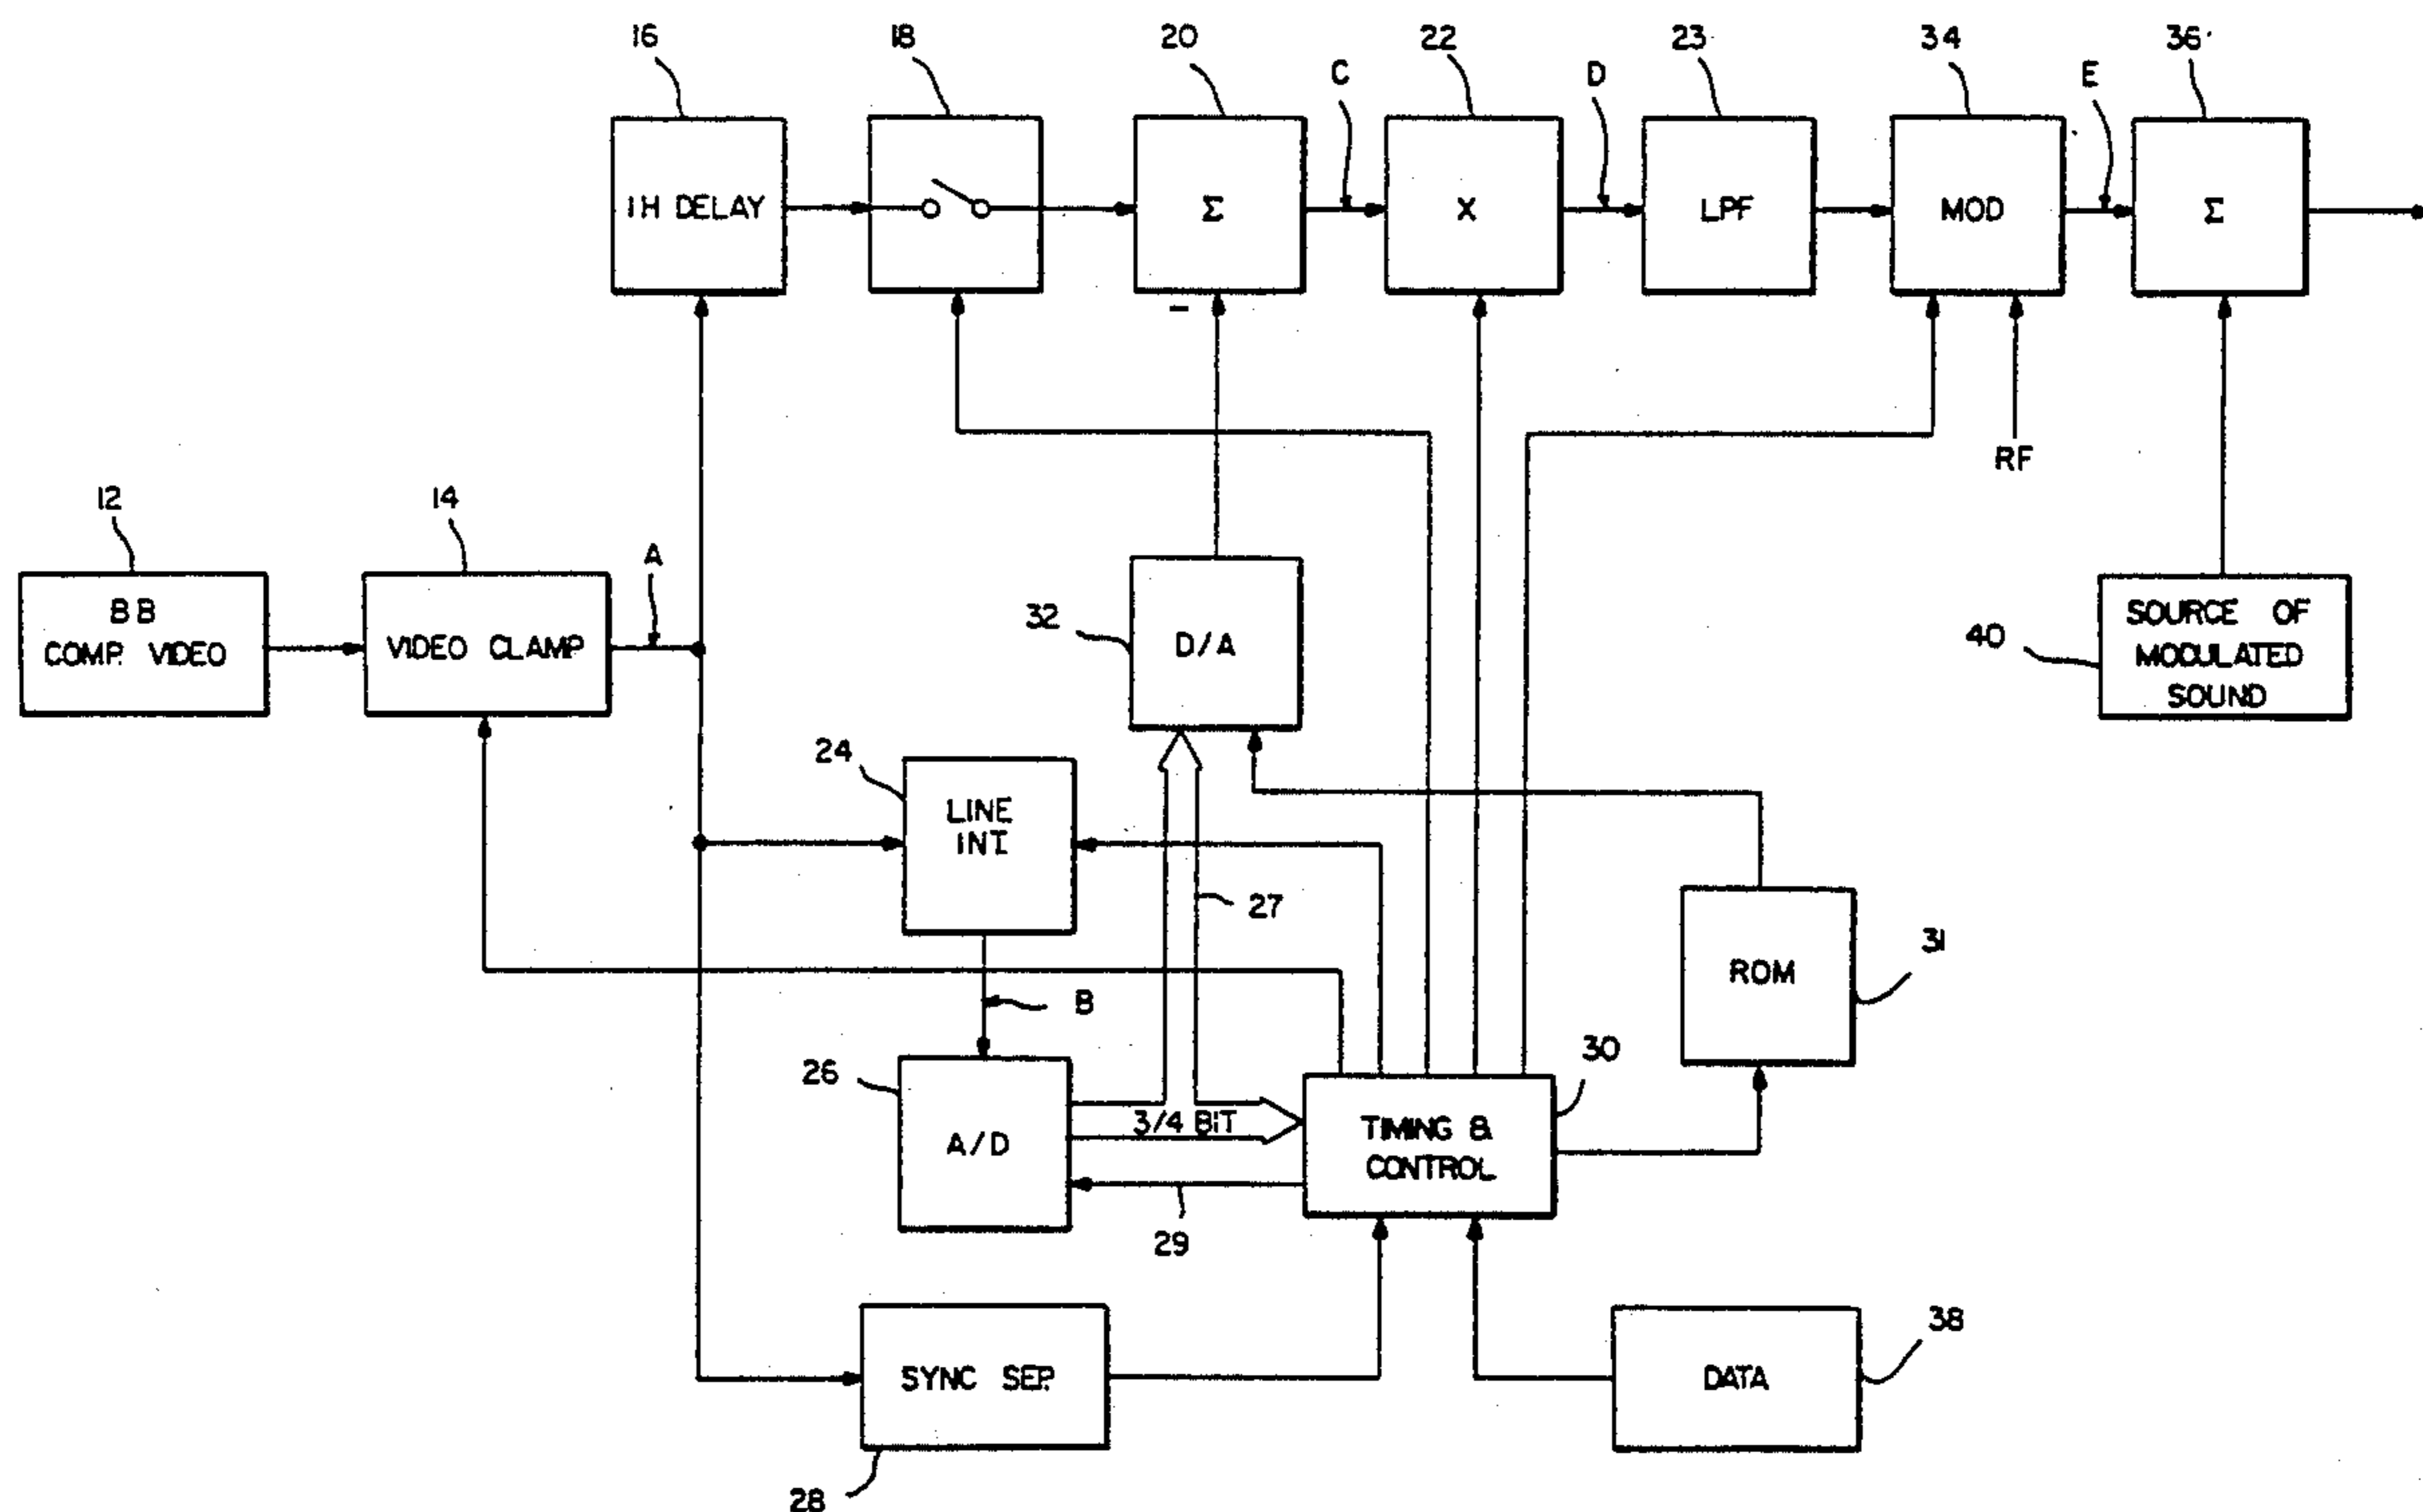 16
18
20
C
22
D
23
34
E
36
1H DELAY
Σ
X
LPF
MOD
Σ
-
RF
12
14
A
BB
COMP. VIDEO
VIDEO CLAMP
32
D/A
40
SOURCE OF
MODULATED
SOUND
24
LINE
INT
27
31
ROM
B
26
A/D
3/4 BIT
30
TIMING &
CONTROL
29
38
SYNC SEP.
DATA
28